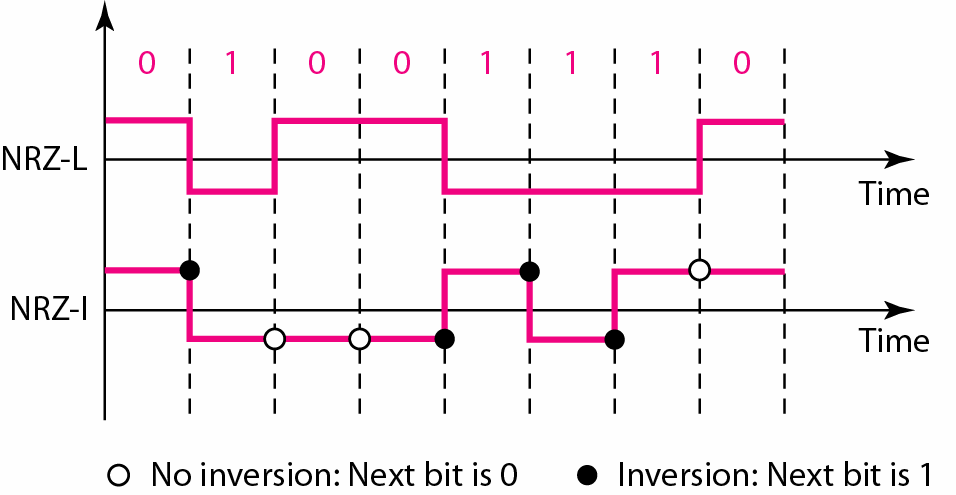 0 1 0 0 1 1 1 0
NRZ-L
Time
NRZ-I
Time
No inversion: Next bit is 0
Inversion: Next bit is 1